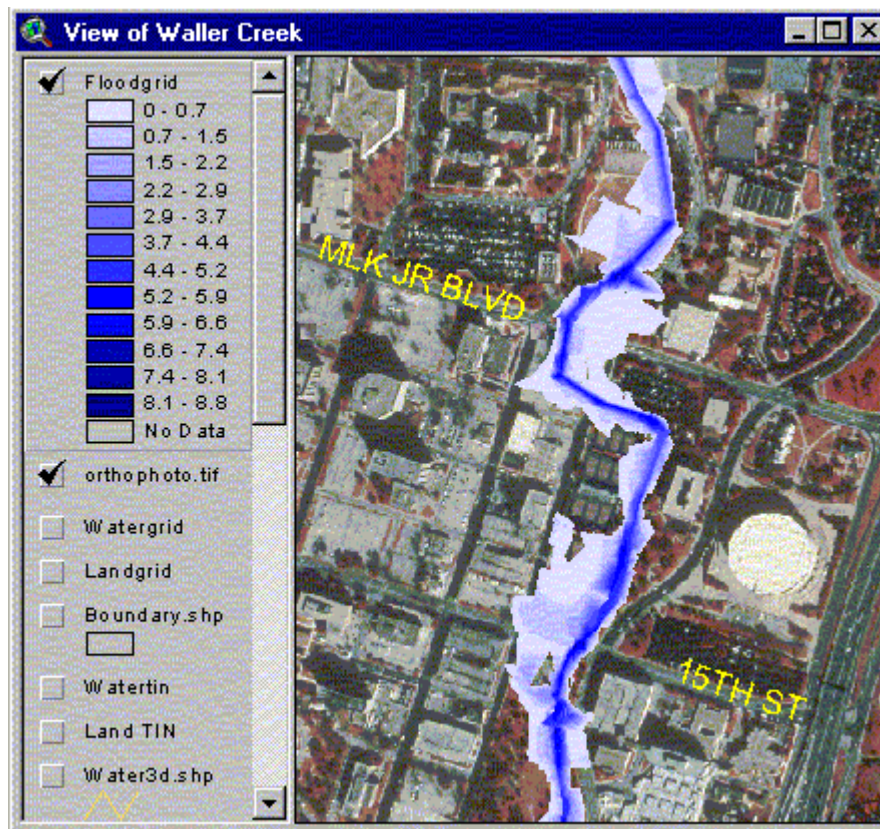 View of Waller Creek
Floodgrid
0 - 0.7
0.7 - 1.5
1.5 - 2.2
2.2 - 2.9
2.9 - 3.7
3.7 - 4.4
4.4 - 5.2
5.2 - 5.9
5.9 - 6.6
6.6 - 7.4
7.4 - 8.1
8.1 - 8.8
No Data
orthophoto.tif
Watergrid
Landgrid
Boundary.shp
Watertin
Land TIN
Water3d.shp
MLK JR BLVD
15TH ST